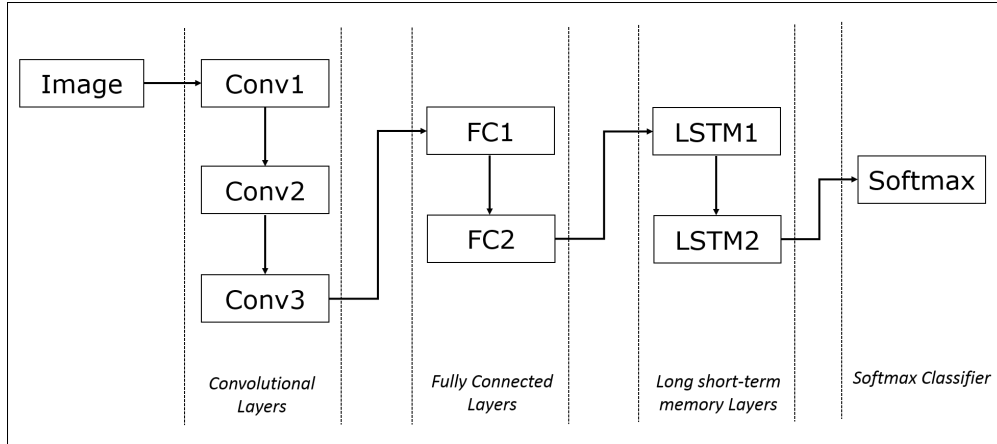 Image
Conv1
Conv2
Conv3
Convolutional
Layers
FC1
FC2
Fully Connected
Layers
LSTM1
LSTM2
Long short-term
memory Layers
Softmax
Softmax Classifier